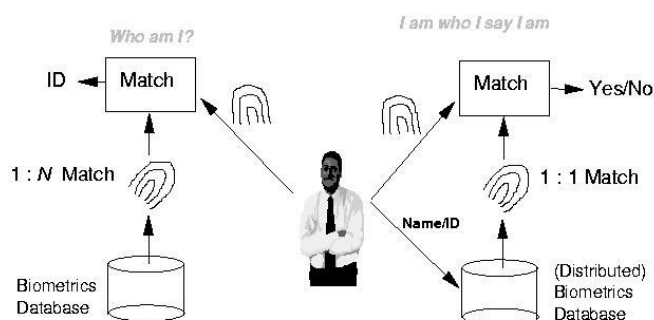 Who am I?
I am who I say I am
ID
Match
Match
Yes/No
1 : N Match
1 : 1 Match
Name/ID
Biometrics
Database
(Distributed)
Biometrics
Database